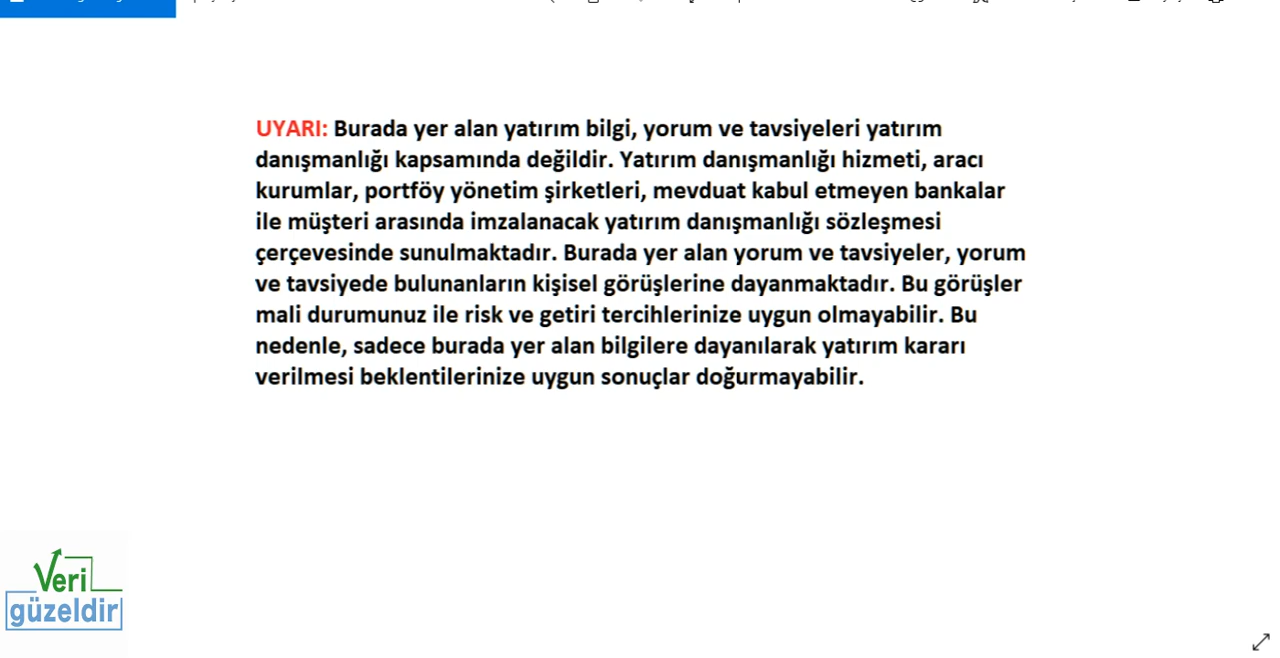 UYARI: Burada yer alan yatırım bilgi, yorum ve tavsiyeleri yatırım
danışmanlığı kapsamında değildir. Yatırım danışmanlığı hizmeti, aracı
kurumlar, portföy yönetim şirketleri, mevduat kabul etmeyen bankalar
ile müşteri arasında imzalanacak yatırım danışmanlığı sözleşmesi
çerçevesinde sunulmaktadır. Burada yer alan yorum ve tavsiyeler, yorum
ve tavsiyede bulunanların kişisel görüşlerine dayanmaktadır. Bu görüşler
mali durumunuz ile risk ve getiri tercihlerinize uygun olmayabilir. Bu
nedenle, sadece burada yer alan bilgilere dayanılarak yatırım kararı
verilmesi beklentilerinize uygun sonuçlar doğurmayabilir.
Veri
güzeldir